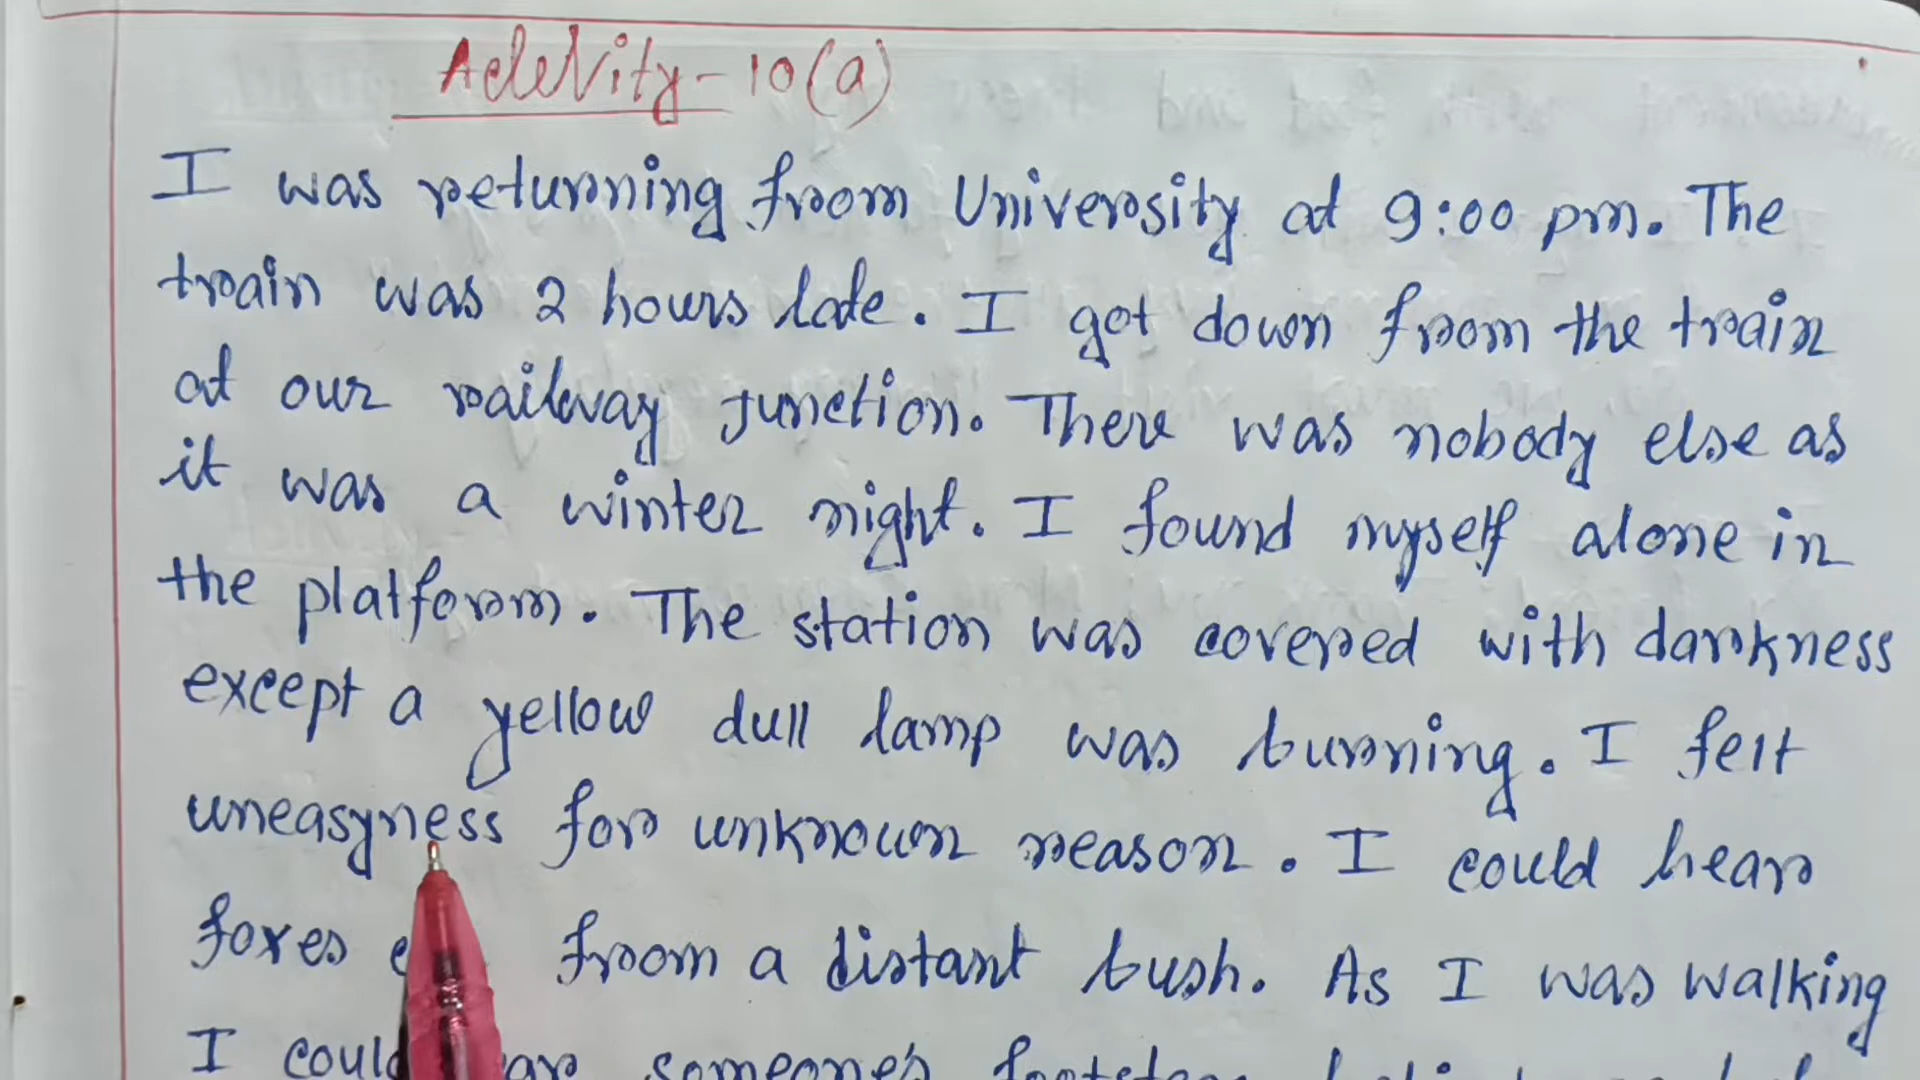 Activity-10(a)
I was returning from University at 9:00 pm. The
train was 2 hours late. I got down from the train
at our railway junction. There was nobody else as
it was a winter night. I found myself alone in
the platform. The station was covered with darkness
except a yellow dull lamp was burning. I felt
uneasyness for unknown reason. I could hear
foxes from a distant bush. As I was walking
I someone's footsteps